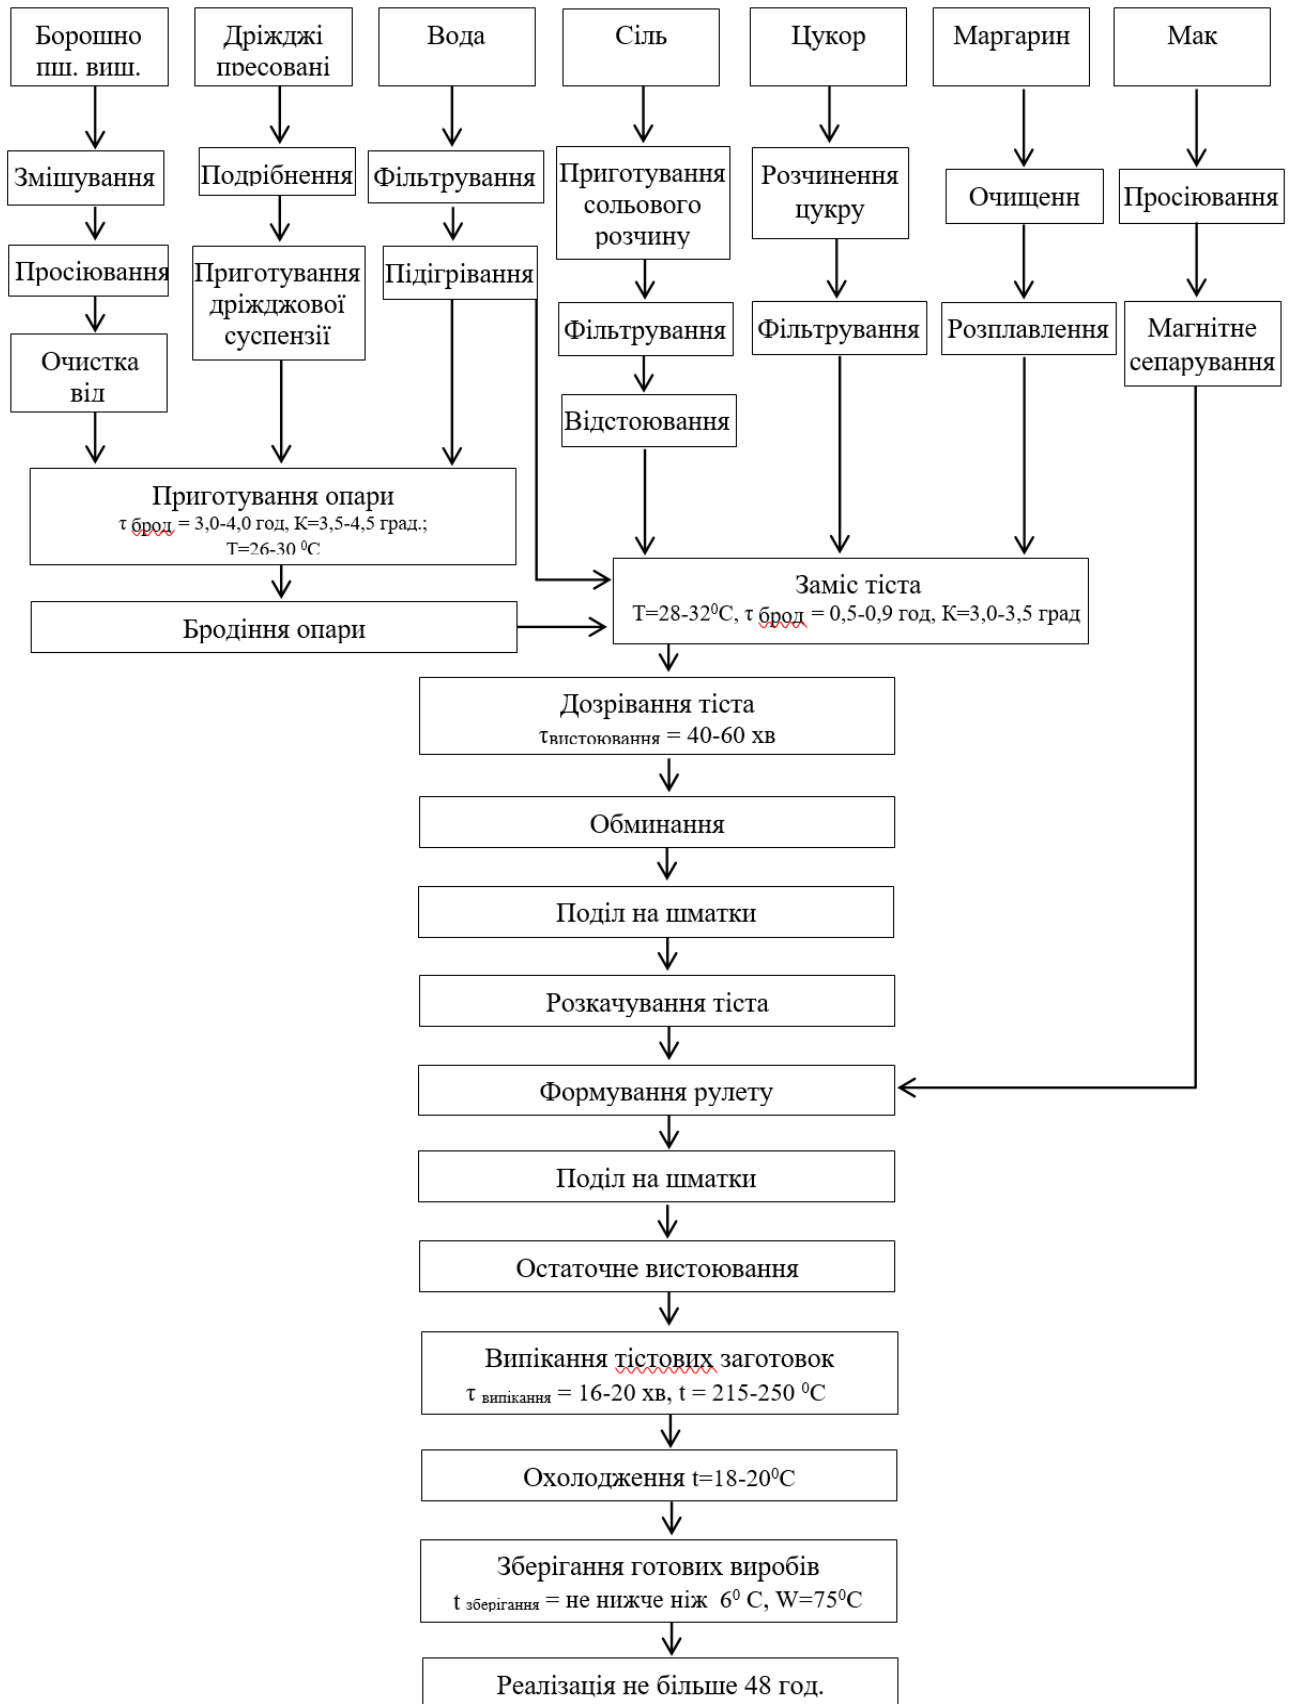 Борошно
пш. виш.
Дріжджі
пресовані
Вода
Сіль
Цукор
Маргарин
Мак
Змішування
Подрібнення
Фільтрування
Приготування
сольового
розчину
Розчинення
цукру
Очищенн
Просіювання
Просіювання
Приготування
дріжджової
суспензії
Підігрівання
Фільтрування
Фільтрування
Розплавлення
Магнітне
сепарування
Очистка
від
Відстоювання
Приготування опари
τ брод = 3,0-4,0 год, К=3,5-4,5 град.;
Т=26-30 ⁰С
Бродіння опари
Заміс тіста
Т=28-32⁰С, τ брод = 0,5-0,9 год, К=3,0-3,5 град
Дозрівання тіста
τвистоювання = 40-60 хв
Обминання
Поділ на шматки
Розкачування тіста
Формування рулету
Поділ на шматки
Остаточне вистоювання
Випікання тістових заготовок
τ випікання = 16-20 хв, t = 215-250 ⁰С
Охолодження t=18-20⁰С
Зберігання готових виробів
t зберігання = не нижче ніж 6⁰ С, W=75⁰С
Реалізація не більше 48 год.